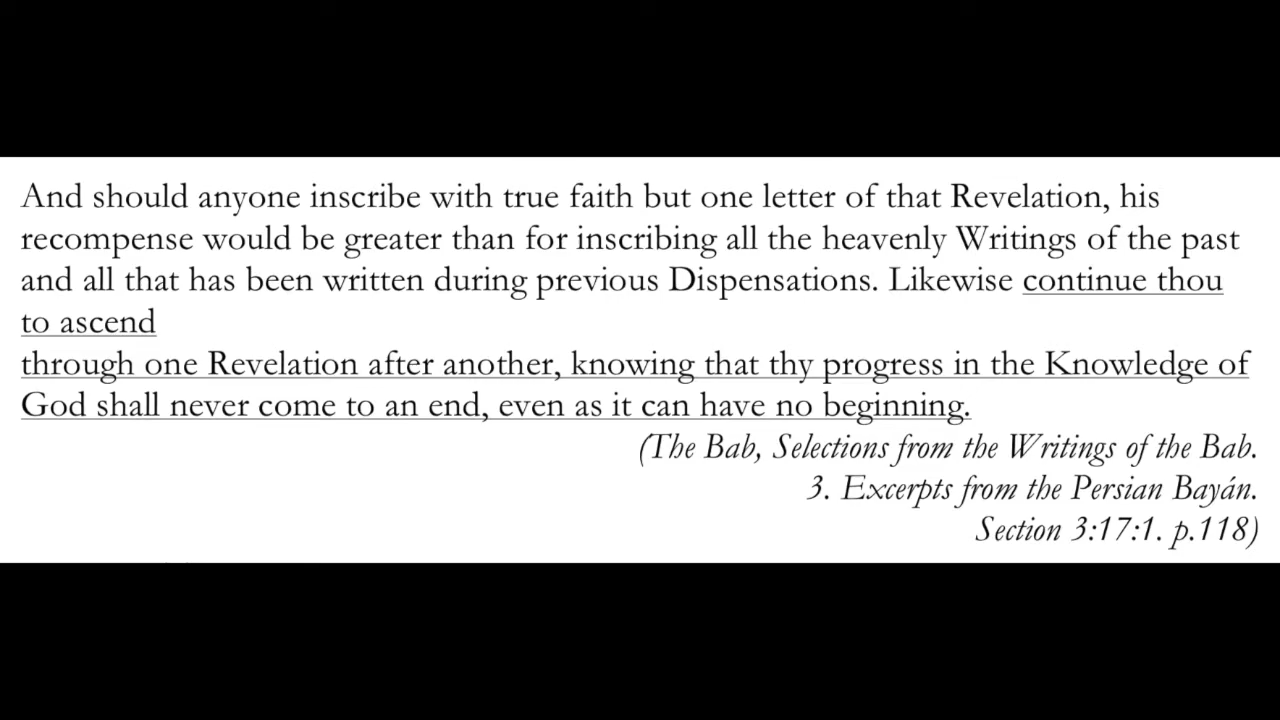 And should anyone inscribe with true faith but one letter of that Revelation, his
recompense would be greater than for inscribing all the heavenly Writings of the past
and all that has been written during previous Dispensations. Likewise continue thou
to ascend
through one Revelation after another, knowing that thy progress in the Knowledge of
God shall never come to an end, even as it can have no beginning.
(The Bab, Selections from the Writings of the Bab.
3. Excerpts from the Persian Bayán.
Section 3:17:1. p.118)